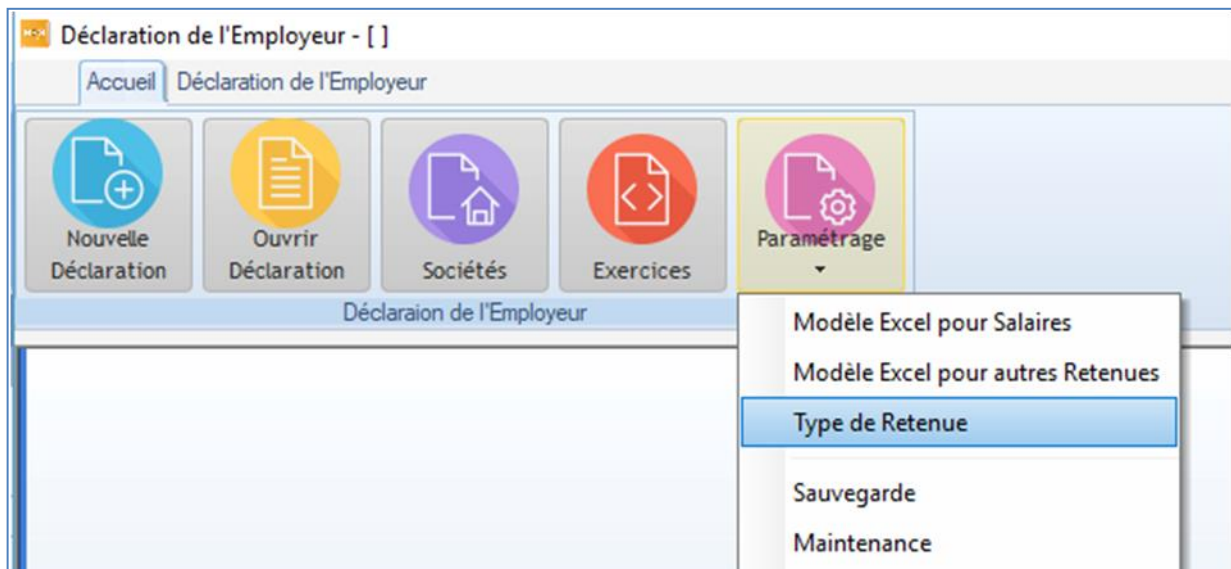 Déclaration de l'Employeur - [ ]
Accueil Déclaration de l'Employeur
Nouvelle
Déclaration
Ouvrir
Déclaration
Sociétés
Exercices
Paramétrage
Déclaraion de l'Employeur
Modèle Excel pour Salaires
Modèle Excel pour autres Retenues
Type de Retenue
Sauvegarde
Maintenance